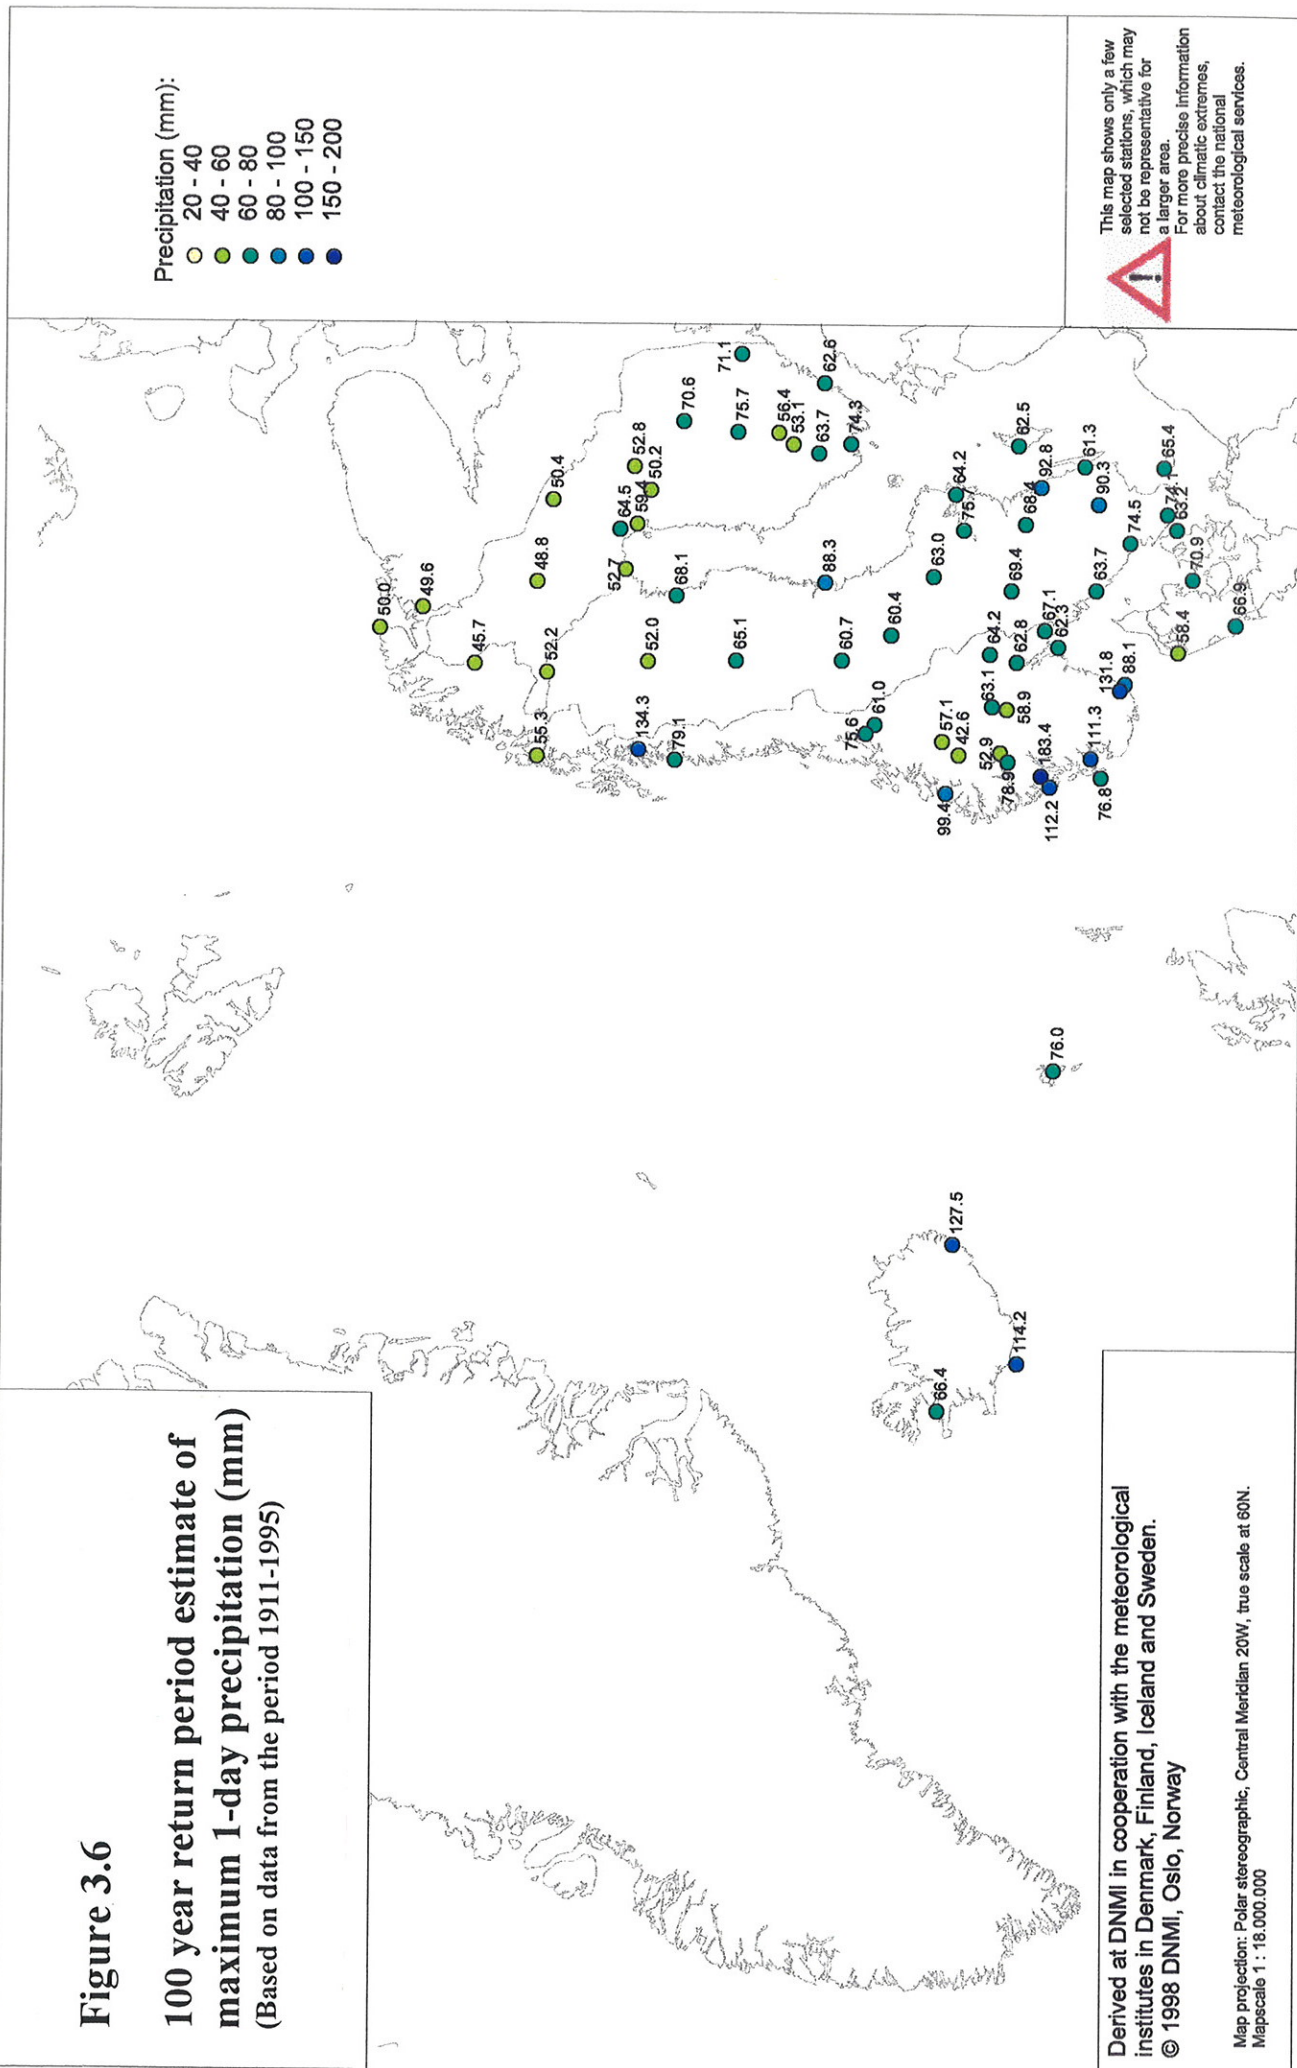 Figure 3.6
100 year return period estimate of
maximum 1-day precipitation (mm)
(Based on data from the period 1911-1995)
Precipitation (mm):
20 - 40
40 - 60
60 - 80
80 - 100
100 - 150
150 - 200
50.0
49.6
45.7
48.8
50.4
52.2
55.3
52.7
64.5
59.4
52.8
50.2
134.3
52.0
68.1
79.1
70.6
65.1
75.7
71.1
56.4
53.1
88.3
63.7
62.6
74.3
60.7
60.4
75.6
61.0
63.0
64.2
75.7
57.1
42.6
99.4
63.1
58.9
64.2
62.8
69.4
68.4
62.5
92.8
52.9
78.9
183.4
112.2
67.1
62.3
61.3
90.3
63.7
111.3
76.8
131.8
88.1
74.5
65.4
74.1
63.2
70.9
58.4
66.9
76.0
127.5
114.2
66.4
This map shows only a few
selected stations, which may
not be representative for
a larger area.
For more precise information
about climatic extremes,
contact the national
meteorological services.
Derived at DNMI in cooperation with the meteorological
institutes in Denmark, Finland, Iceland and Sweden.
© 1998 DNMI, Oslo, Norway
Map projection: Polar stereographic, Central Meridian 20W, true scale at 60N.
Mapscale 1 : 18.000.000